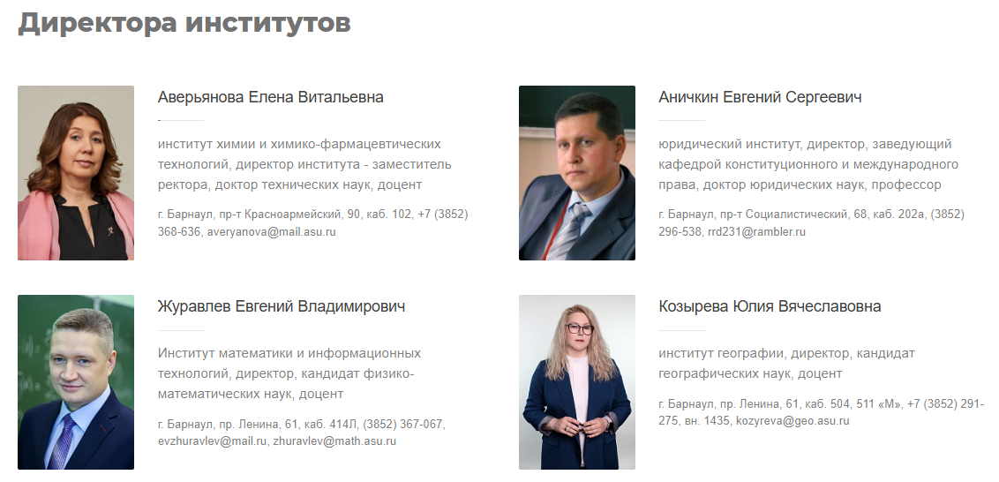 Директора институтов
Аверьянова Елена Витальевна
институт химии и химико-фармацевтических
технологий, директор института - заместитель
ректора, доктор технических наук, доцент
г. Барнаул, пр-т Красноармейский, 90, каб. 102, +7 (3852)
368-636, averyanova@mail.asu.ru
Аничкин Евгений Сергеевич
юридический институт, директор, заведующий
кафедрой конституционного и международного
права, доктор юридических наук, профессор
г. Барнаул, пр-т Социалистический, 68, каб. 202а, (3852)
296-538, rrd231@rambler.ru
Журавлев Евгений Владимирович
Институт математики и информационных
технологий, директор, кандидат физико-
математических наук, доцент
г. Барнаул, пр. Ленина, 61, каб. 414Л, (3852) 367-067,
evzhuravlev@mail.ru, zhuravlev@math.asu.ru
Козырева Юлия Вячеславовна
институт географии, директор, кандидат
географических наук, доцент
г. Барнаул, пр. Ленина, 61, каб. 504, 511 «М», +7 (3852) 291-
275, вн. 1435, kozyreva@geo.asu.ru